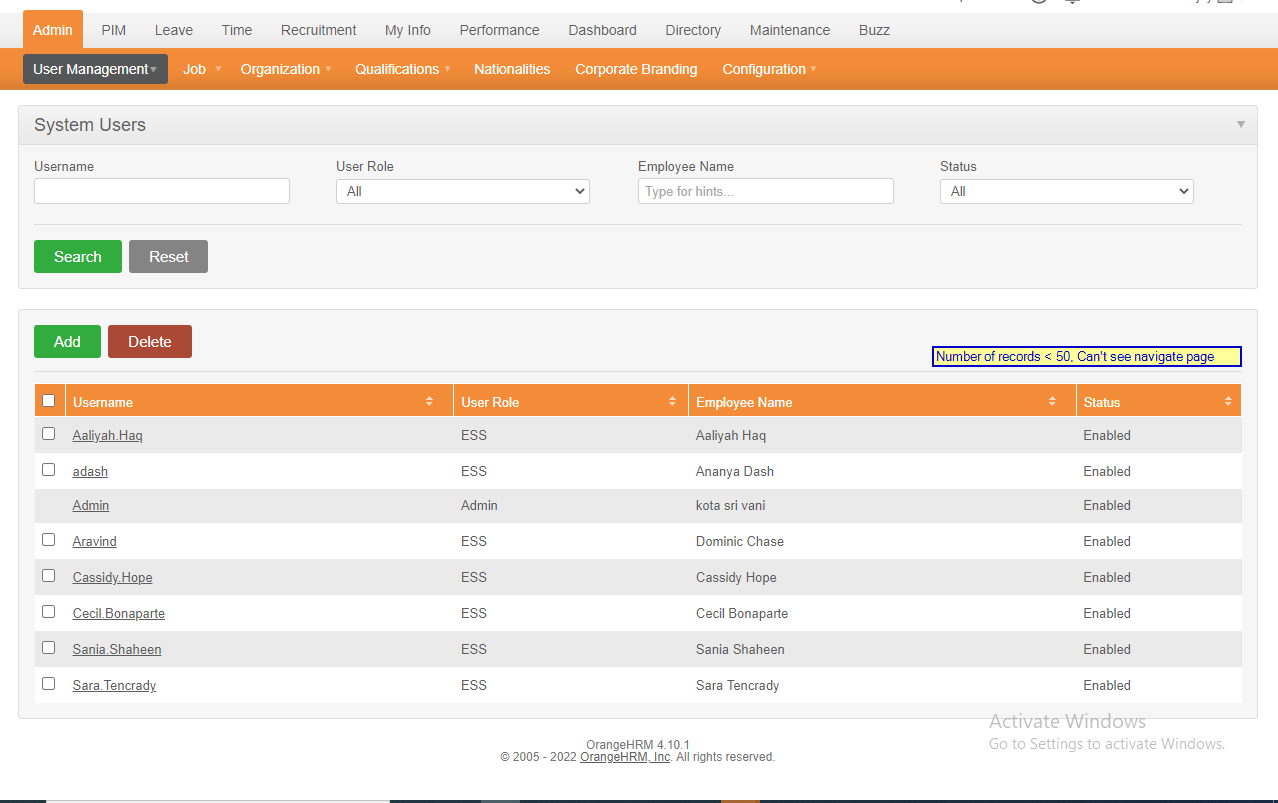 Admin PIM Leave Time Recruitment My Info Performance Dashboard Directory Maintenance Buzz
User Management Job Organization Qualifications Nationalities Corporate Branding Configuration
System Users
Username User Role Employee Name Status
All Type for hints... All
Search Reset
Add Delete
Number of records < 50, Can't see navigate page
Username User Role Employee Name Status
Aaliyah.Haq ESS Aaliyah Haq Enabled
adash ESS Ananya Dash Enabled
Admin Admin kota sri vani Enabled
Aravind ESS Dominic Chase Enabled
Cassidy.Hope ESS Cassidy Hope Enabled
Cecil.Bonaparte ESS Cecil Bonaparte Enabled
Sania.Shaheen ESS Sania Shaheen Enabled
Sara.Tencrady ESS Sara Tencrady Enabled
Activate Windows
Go to Settings to activate Windows.
OrangeHRM 4.10.1
© 2005 - 2022 OrangeHRM, Inc. All rights reserved.